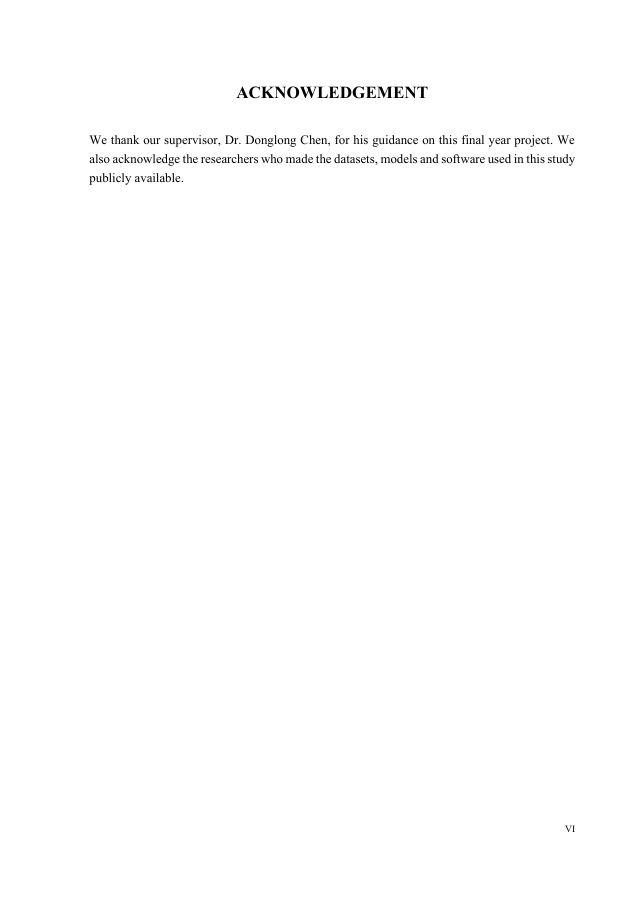 ACKNOWLEDGEMENT
We thank our supervisor, Dr. Donglong Chen, for his guidance on this final year project. We
also acknowledge the researchers who made the datasets, models and software used in this study
publicly available.
VI